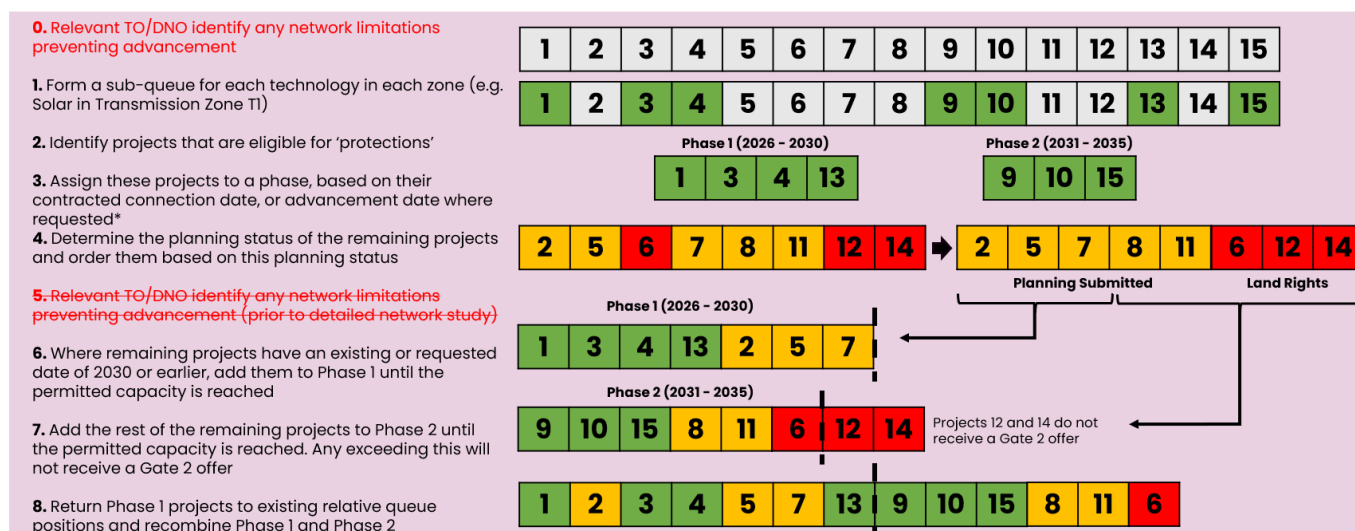 0. Relevant TO/DNO identify any network limitations
preventing advancement
1. Form a sub-queue for each technology in each zone (e.g.
Solar in Transmission Zone T1)
2. Identify projects that are eligible for ‘protections’
3. Assign these projects to a phase, based on their
contracted connection date, or advancement date where
requested*
4. Determine the planning status of the remaining projects
and order them based on this planning status
5. Relevant TO/DNO identify any network limitations
preventing advancement (prior to detailed network study)
6. Where remaining projects have an existing or requested
date of 2030 or earlier, add them to Phase 1 until the
permitted capacity is reached
7. Add the rest of the remaining projects to Phase 2 until
the permitted capacity is reached. Any exceeding this will
not receive a Gate 2 offer
8. Return Phase 1 projects to existing relative queue
positions and recombine Phase 1 and Phase 2
1 2 3 4 5 6 7 8 9 10 11 12 13 14 15
1 2 3 4 5 6 7 8 9 10 11 12 13 14 15
Phase 1 (2026 - 2030) Phase 2 (2031 - 2035)
1 3 4 13 9 10 15
2 5 6 7 8 11 12 14 2 5 7 8 11 6 12 14
Planning Submitted Land Rights
Phase 1 (2026 - 2030)
1 3 4 13 2 5 7
Phase 2 (2031 - 2035)
9 10 15 8 11 6 12 14
Projects 12 and 14 do not
receive a Gate 2 offer
1 2 3 4 5 7 13 9 10 15 8 11 6